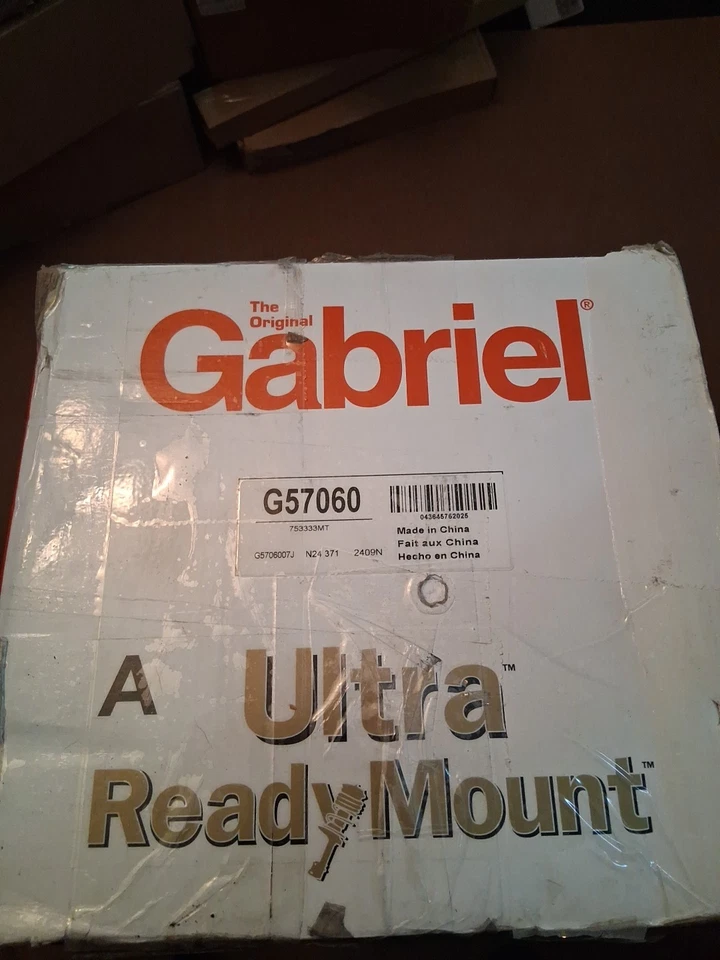 The
Original
Gabriel®
G57060
753333MT
G5706007J N24 371 2409N
043645762025
Made in China
Fait aux China
Hecho en China
A Ultra™
ReadyMount™